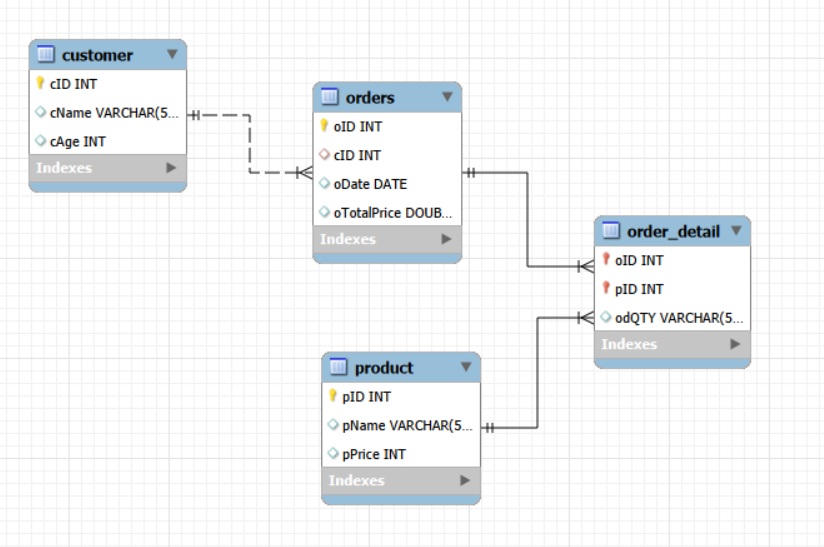 customer
cID INT
cName VARCHAR(5...
cAge INT
Indexes
orders
oID INT
cID INT
oDate DATE
oTotalPrice DOUB...
Indexes
order_detail
oID INT
pID INT
odQTY VARCHAR(5...
Indexes
product
pID INT
pName VARCHAR(5...
pPrice INT
Indexes